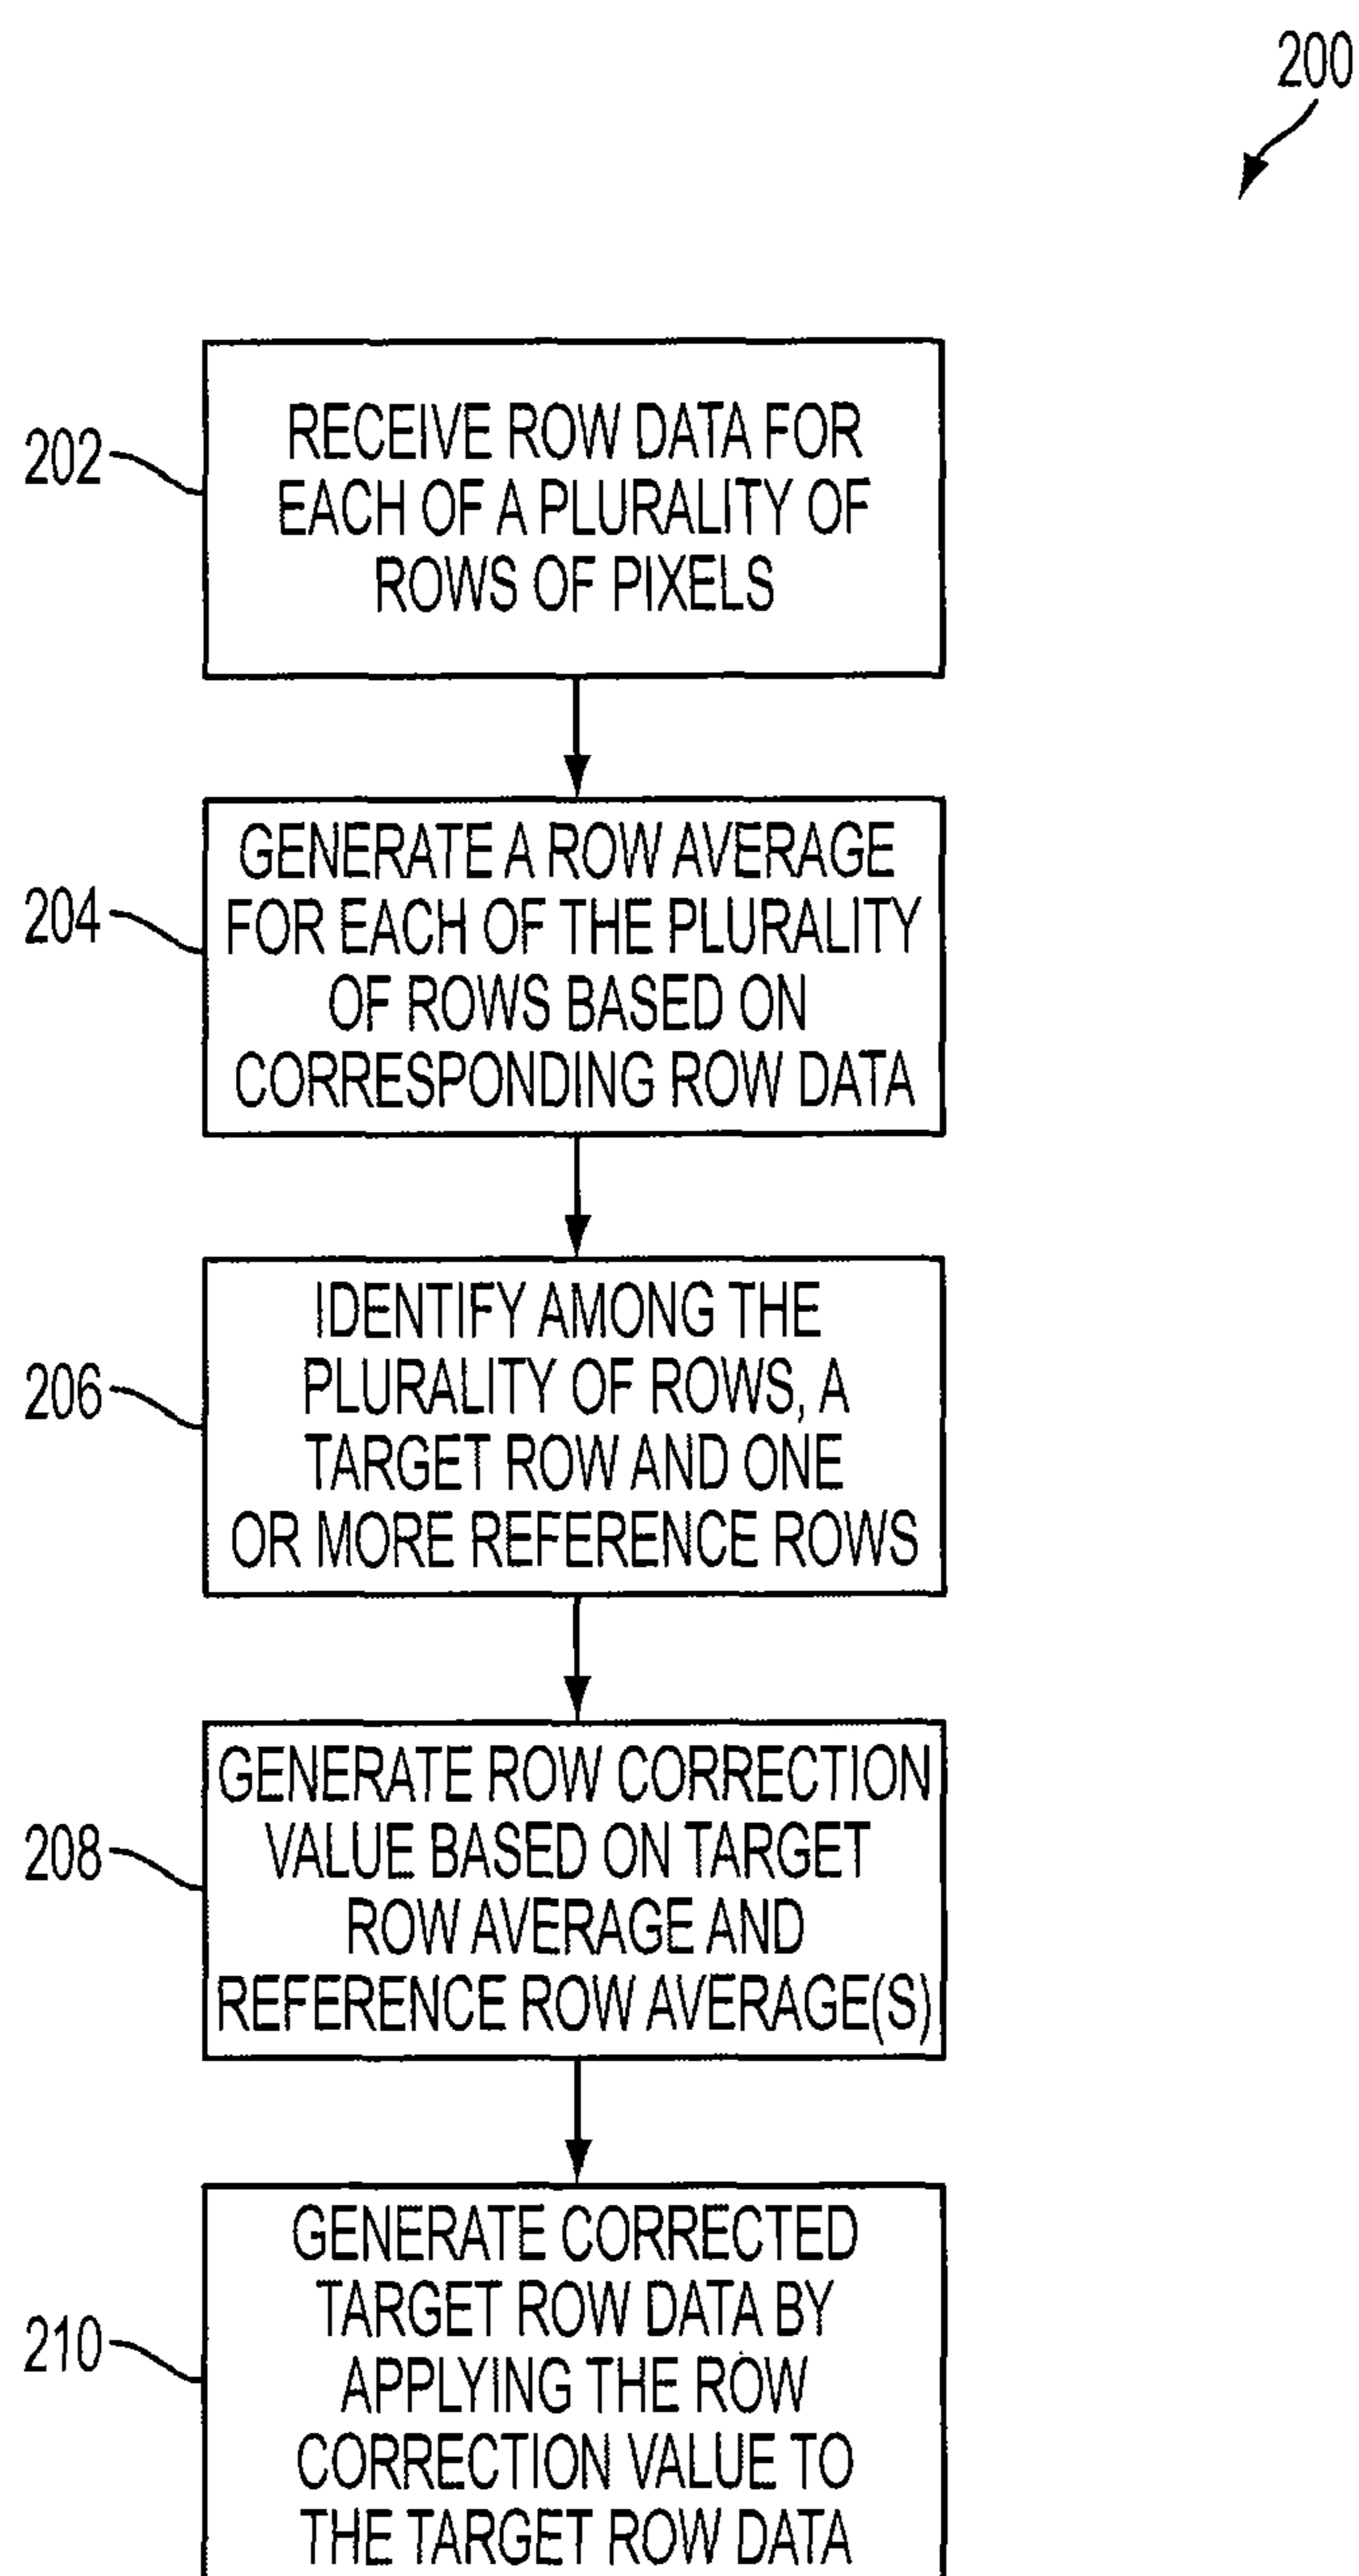 200
202
RECEIVE ROW DATA FOR
EACH OF A PLURALITY OF
ROWS OF PIXELS
204
GENERATE A ROW AVERAGE
FOR EACH OF THE PLURALITY
OF ROWS BASED ON
CORRESPONDING ROW DATA
206
IDENTIFY AMONG THE
PLURALITY OF ROWS, A
TARGET ROW AND ONE
OR MORE REFERENCE ROWS
208
GENERATE ROW CORRECTION
VALUE BASED ON TARGET
ROW AVERAGE AND
REFERENCE ROW AVERAGE(S)
210
GENERATE CORRECTED
TARGET ROW DATA BY
APPLYING THE ROW
CORRECTION VALUE TO
THE TARGET ROW DATA